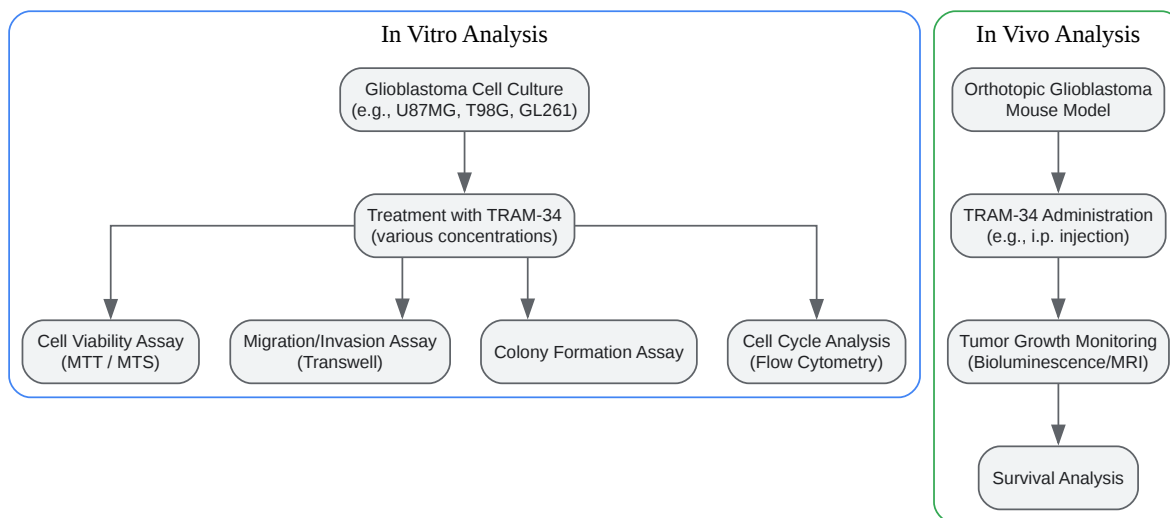 In Vitro Analysis
Glioblastoma Cell Culture
(e.g., U87MG, T98G, GL261)
Treatment with TRAM-34
(various concentrations)
Cell Viability Assay
(MTT / MTS)
Migration/Invasion Assay
(Transwell)
Colony Formation Assay
Cell Cycle Analysis
(Flow Cytometry)
In Vivo Analysis
Orthotopic Glioblastoma
Mouse Model
TRAM-34 Administration
(e.g., i.p. injection)
Tumor Growth Monitoring
(Bioluminescence/MRI)
Survival Analysis